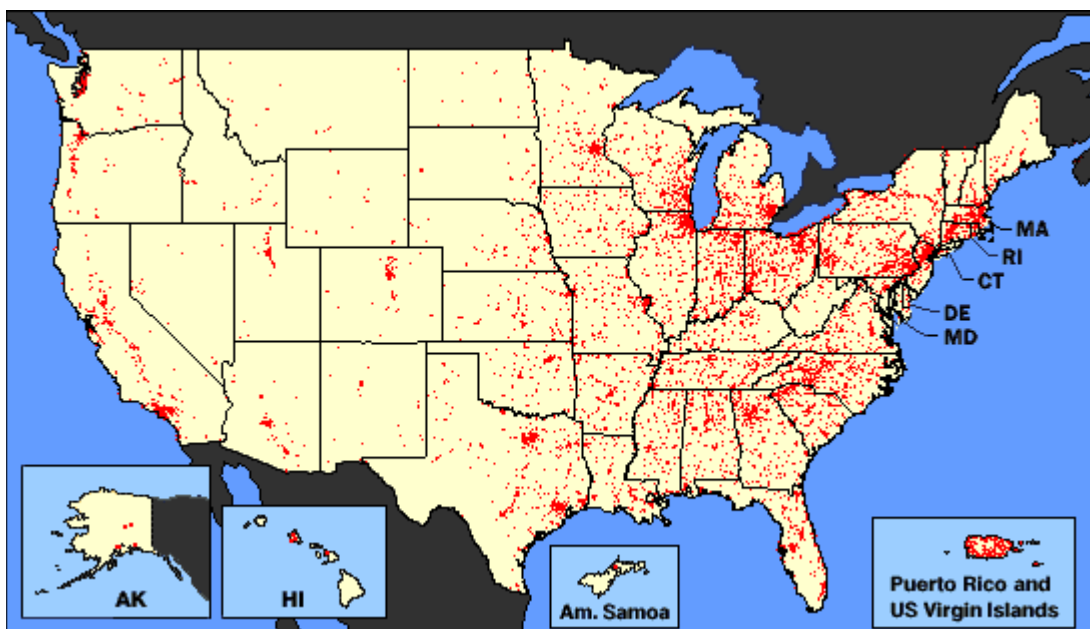 MA
RI
CT
DE
MD
AK
HI
Am. Samoa
Puerto Rico and
US Virgin Islands